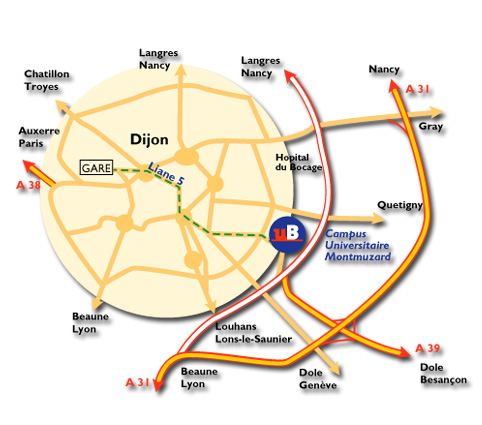 Langres
Nancy
Langres
Nancy
Nancy
A 31
Chatillon
Troyes
Gray
Auxerre
Paris
Dijon
GARE
Liane 5
Hopital
du Bocage
A 38
Quetigny
uB
Campus
Universitaire
Montmuzard
Beaune
Lyon
Louhans
Lons-le-Saunier
A 39
Dole
Besançon
A 31
Beaune
Lyon
Dole
Genève